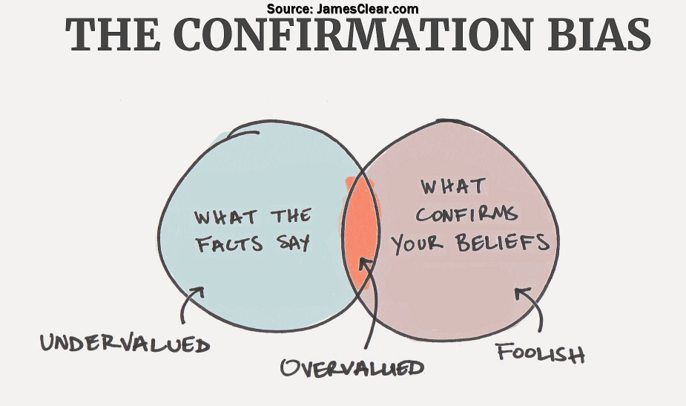 Source: JamesClear.com
THE CONFIRMATION BIAS
WHAT THE
FACTS SAY
WHAT
CONFIRMS
YOUR BELIEFS
UNDERVALUED
OVERVALUED
FOOLISH